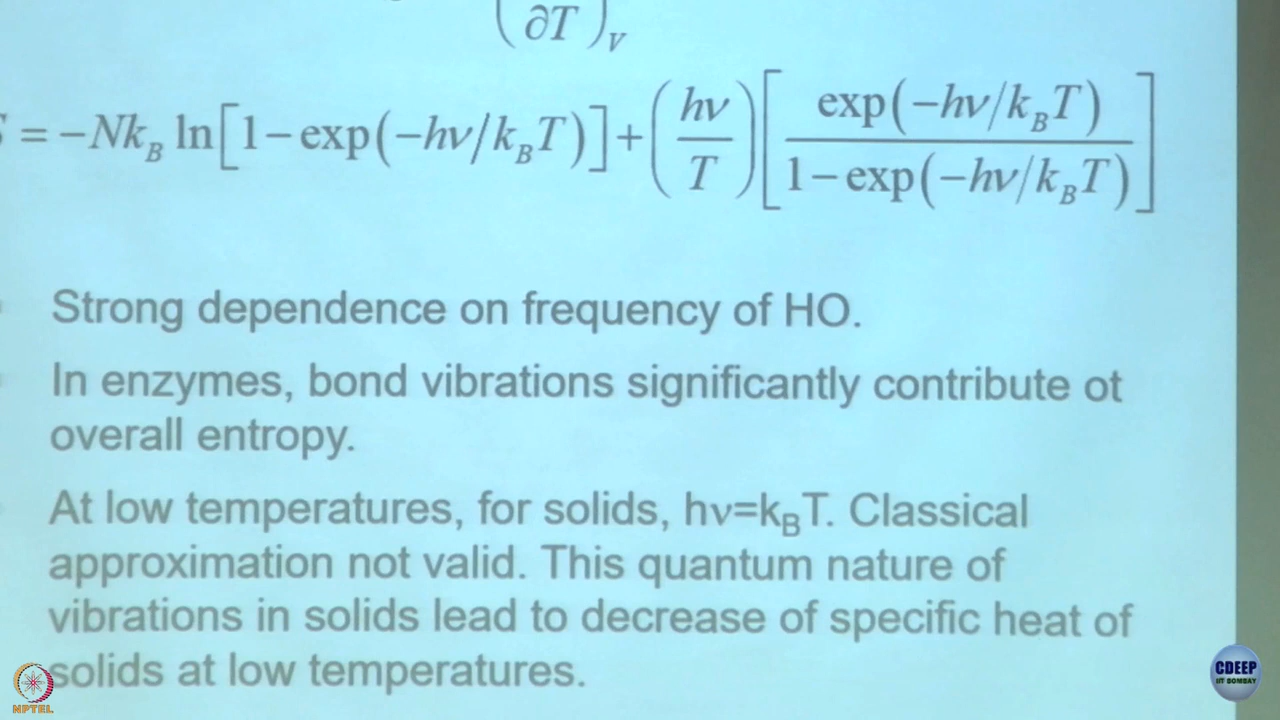 (∂T)_V
= −Nk_B ln[1−exp(−hν/k_BT)]+(hν/T)[exp(−hν/k_BT)/1−exp(−hν/k_BT)]
Strong dependence on frequency of HO.
In enzymes, bond vibrations significantly contribute ot
overall entropy.
At low temperatures, for solids, hν=k_BT. Classical
approximation not valid. This quantum nature of
vibrations in solids lead to decrease of specific heat of
solids at low temperatures.
NPTEL
CDEEP
IIT BOMBAY